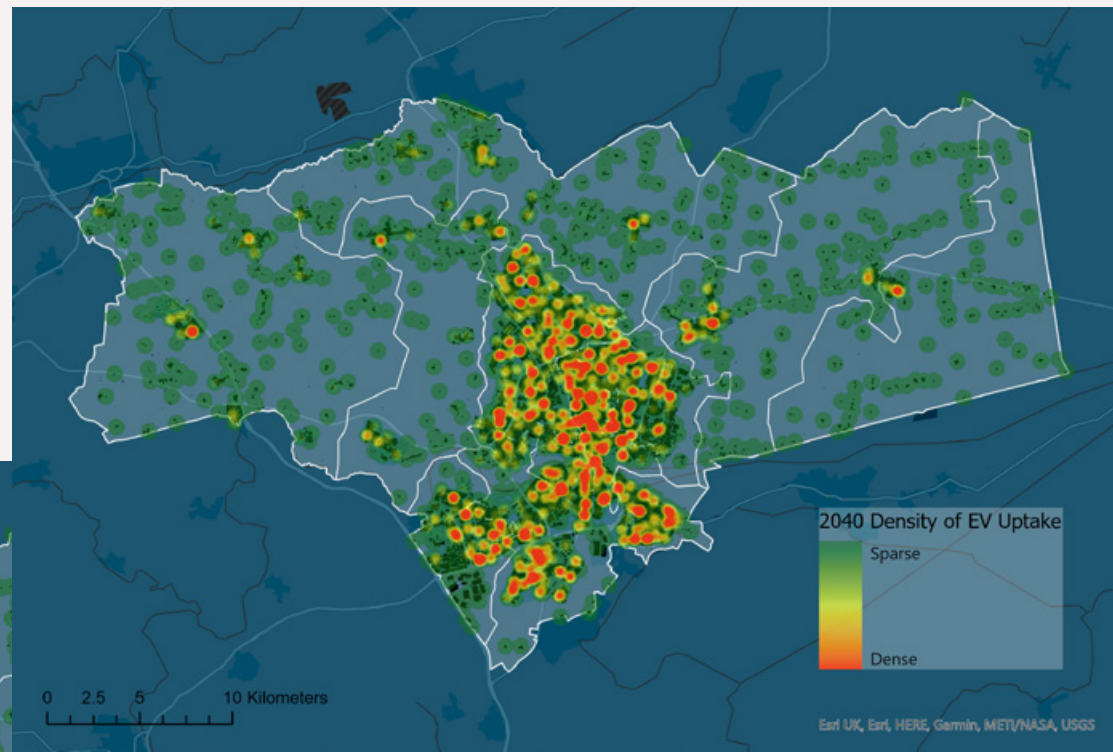 2040 Density of EV Uptake
Sparse
Dense
0 2.5 5 10 Kilometers
Esri UK, Esri, HERE, Garmin, METI/NASA, USGS